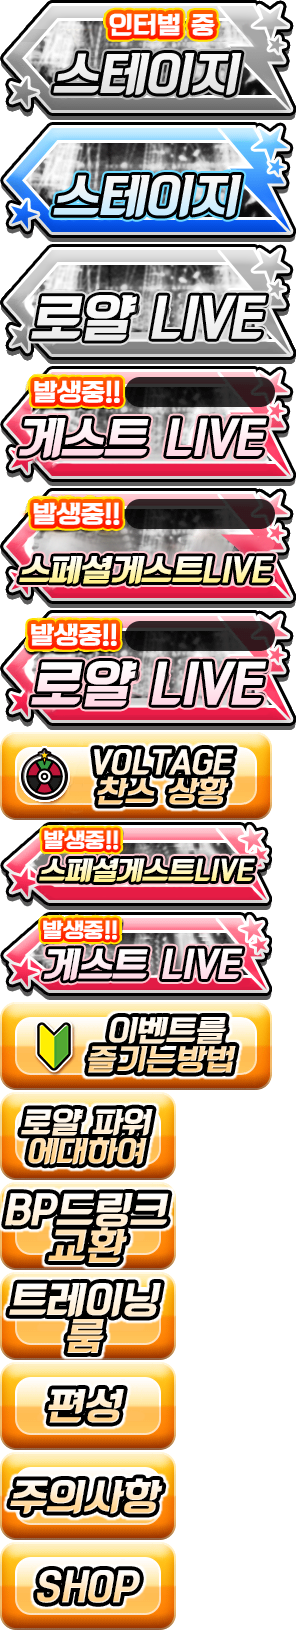 인터벌 중
스테이지
스테이지
로얄 LIVE
발생중!!
게스트 LIVE
발생중!!
스페셜게스트LIVE
발생중!!
로얄 LIVE
VOLTAGE
찬스 상황
발생중!!
스페셜게스트LIVE
발생중!!
게스트 LIVE
이벤트를
즐기는방법
로얄 파워
에대하여
BP드링크
교환
트레이닝
룸
편성
주의사항
SHOP